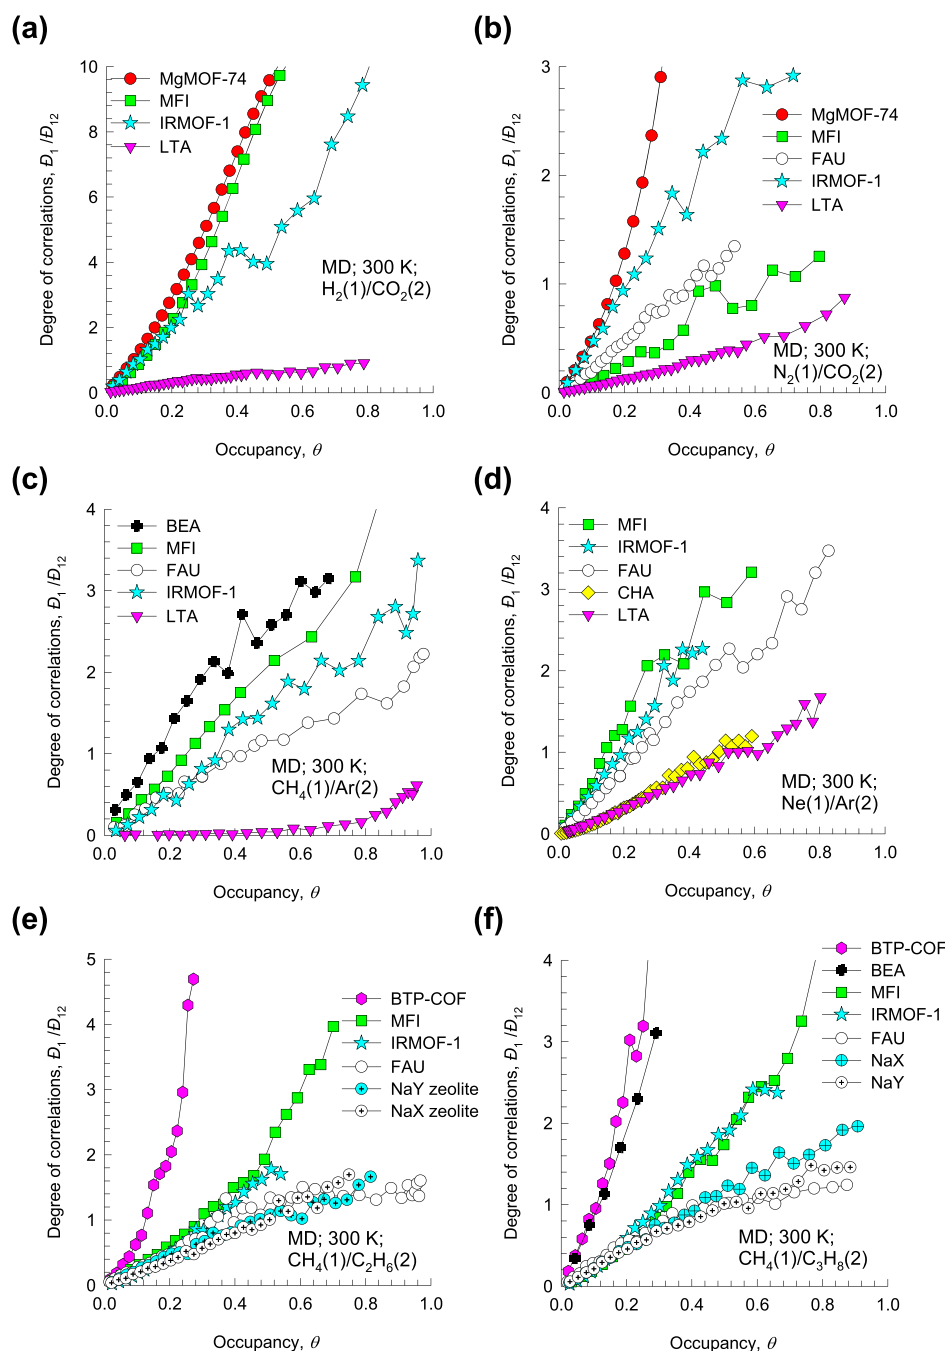 (a)
Degree of correlations, Đ₁ /Đ₁₂
10
8
6
4
2
0
MgMOF-74
MFI
IRMOF-1
LTA
MD; 300 K;
H₂(1)/CO₂(2)
0.0 0.2 0.4 0.6 0.8 1.0
Occupancy, θ
(b)
Degree of correlations, Đ₁ /Đ₁₂
3
2
1
0
MgMOF-74
MFI
FAU
IRMOF-1
LTA
MD; 300 K;
N₂(1)/CO₂(2)
0.0 0.2 0.4 0.6 0.8 1.0
Occupancy, θ
(c)
Degree of correlations, Đ₁ /Đ₁₂
4
3
2
1
0
BEA
MFI
FAU
IRMOF-1
LTA
MD; 300 K;
CH₄(1)/Ar(2)
0.0 0.2 0.4 0.6 0.8 1.0
Occupancy, θ
(d)
Degree of correlations, Đ₁ /Đ₁₂
4
3
2
1
0
MFI
IRMOF-1
FAU
CHA
LTA
MD; 300 K;
Ne(1)/Ar(2)
0.0 0.2 0.4 0.6 0.8 1.0
Occupancy, θ
(e)
Degree of correlations, Đ₁ /Đ₁₂
5
4
3
2
1
0
BTP-COF
MFI
IRMOF-1
FAU
NaY zeolite
NaX zeolite
MD; 300 K;
CH₄(1)/C₂H₆(2)
0.0 0.2 0.4 0.6 0.8 1.0
Occupancy, θ
(f)
Degree of correlations, Đ₁ /Đ₁₂
4
3
2
1
0
BTP-COF
BEA
MFI
IRMOF-1
FAU
NaX
NaY
MD; 300 K;
CH₄(1)/C₃H₈(2)
0.0 0.2 0.4 0.6 0.8 1.0
Occupancy, θ